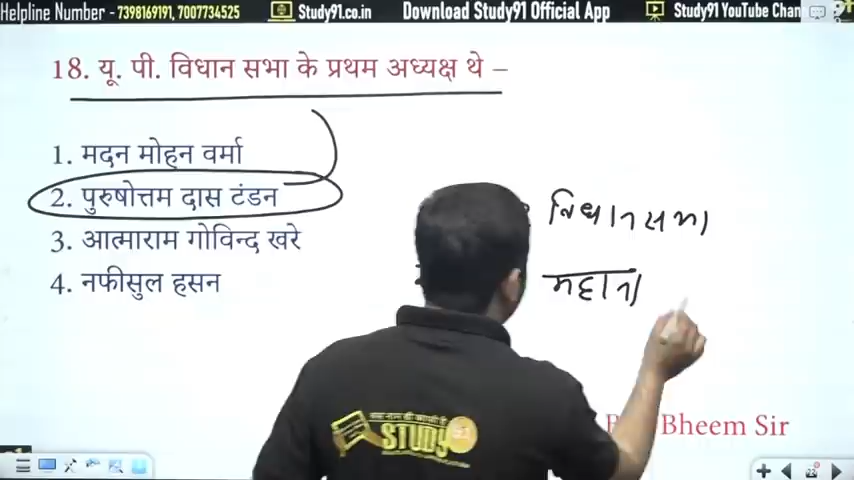 Helpline Number - 7398169191, 7007734525 Study91.co.in Download Study91 Official App Study91 YouTube Chan
18. यू. पी. विधान सभा के प्रथम अध्यक्ष थे –
1. मदन मोहन वर्मा
2. पुरुषोत्तम दास टंडन
3. आत्माराम गोविन्द खरे
4. नफीसुल हसन
विधानसभा
Bheem Sir
STUDY 91